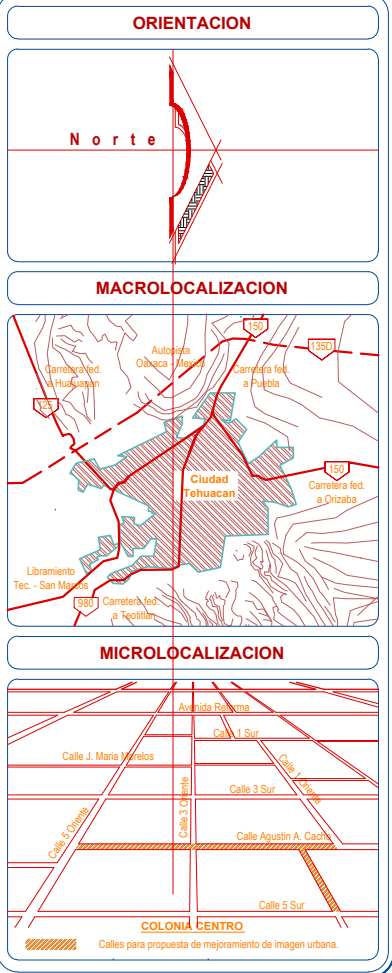 ORIENTACION
Norte
MACROLOCALIZACION
150
135D
Autopista
Oaxaca - Mexico
Carretera fed.
a Huajuapan
Carretera fed.
a Puebla
125
Ciudad
Tehuacan
150
Carretera fed.
a Orizaba
Libramiento
Tec. - San Marcos
980
Carretera fed.
a Teotitlan
MICROLOCALIZACION
Avenida Reforma
Calle 1 Sur
Calle J. Maria Morelos
Calle 1 Oriente
Calle 3 Sur
Calle 3 Oriente
Calle 5 Oriente
Calle Agustin A. Cacho
Calle 5 Sur
COLONIA CENTRO
Calles para propuesta de mejoramiento de imagen urbana.